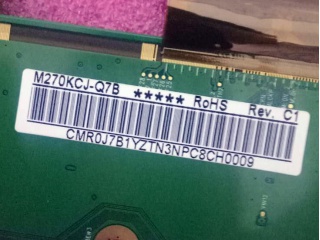 M270KCJ-Q7B ***** RoHS Rev. C1
CMR0J7B1YZTN3NPC8CH0009